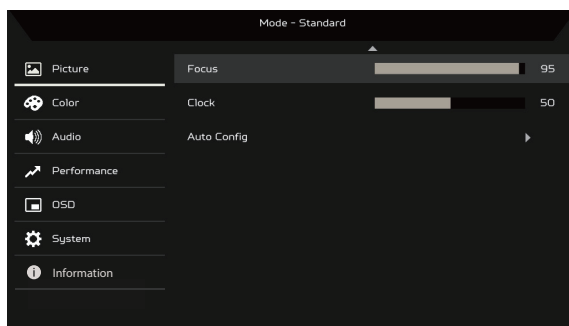 Mode - Standard
Picture
Focus 95
Color
Clock 50
Audio
Auto Config
Performance
OSD
System
Information